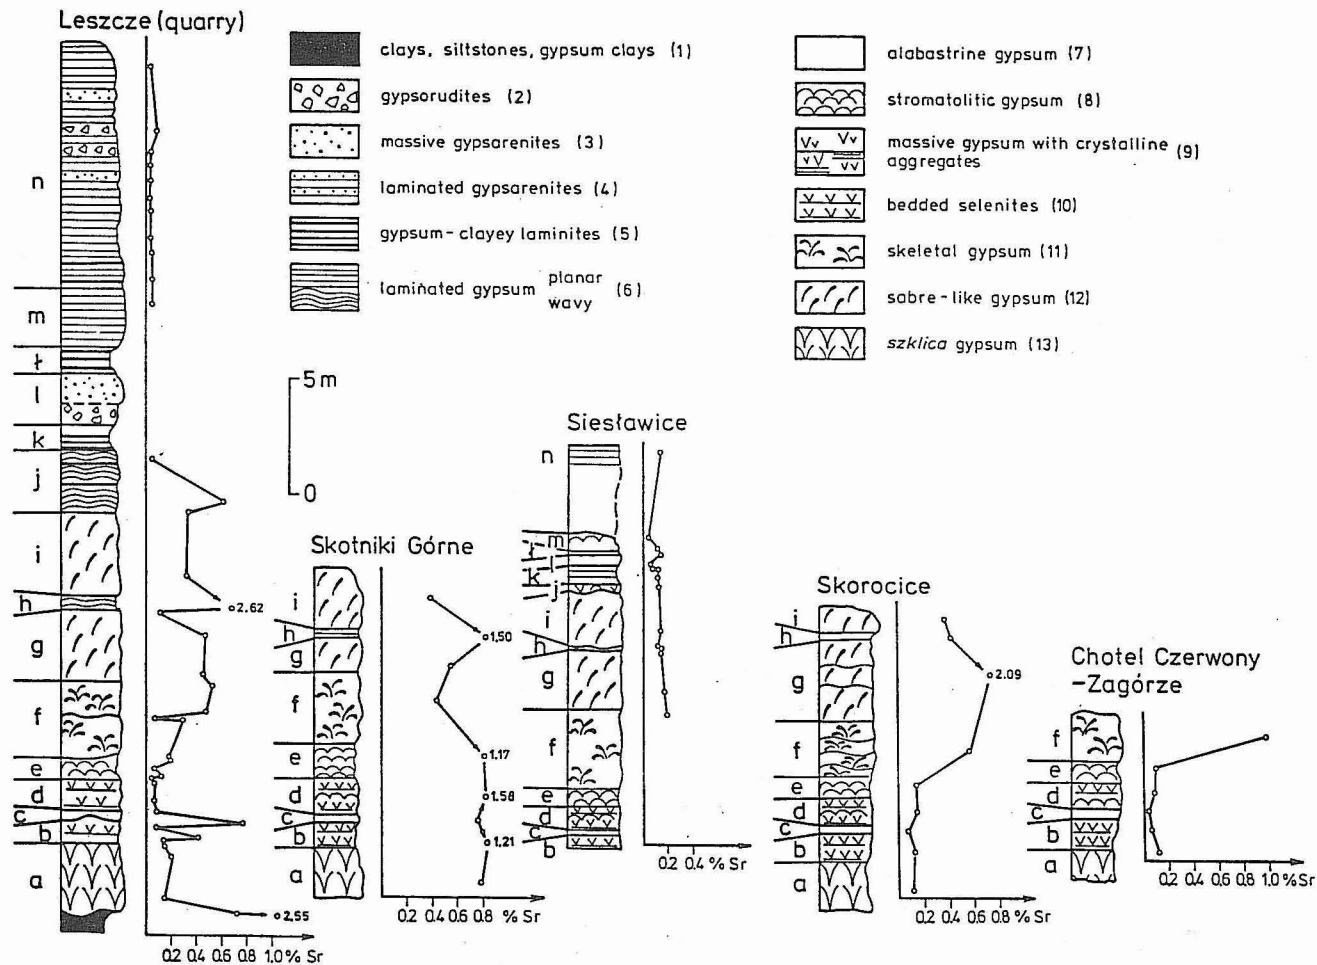 Leszcze (quarry)
clays, siltstones, gypsum clays (1)
gypsorudites (2)
massive gypsarenites (3)
laminated gypsarenites (4)
gypsum-clayey laminites (5)
laminated gypsum planar wavy (6)
alabastrine gypsum (7)
stromatolitic gypsum (8)
massive gypsum with crystalline aggregates (9)
bedded selenites (10)
skeletal gypsum (11)
sabre-like gypsum (12)
szklica gypsum (13)
5 m
0
n
m
ł
l
k
j
i
h
g
f
e
d
c
b
a
2.62
2.55
0.2 0.4 0.6 0.8 1.0 % Sr
Skotniki Górne
i
h
g
f
e
d
c
b
a
1.50
1.17
1.58
1.21
0.2 0.4 0.6 0.8 % Sr
Siesławice
n
m
ł
l
k
j
i
h
g
f
e
d
c
b
0.2 0.4 % Sr
Skorocice
i
h
g
f
e
d
c
b
a
2.09
0.2 0.4 0.6 0.8 % Sr
Chotel Czerwony
-Zagórze
f
e
d
c
b
a
0.2 0.4 0.6 0.8 1.0 % Sr